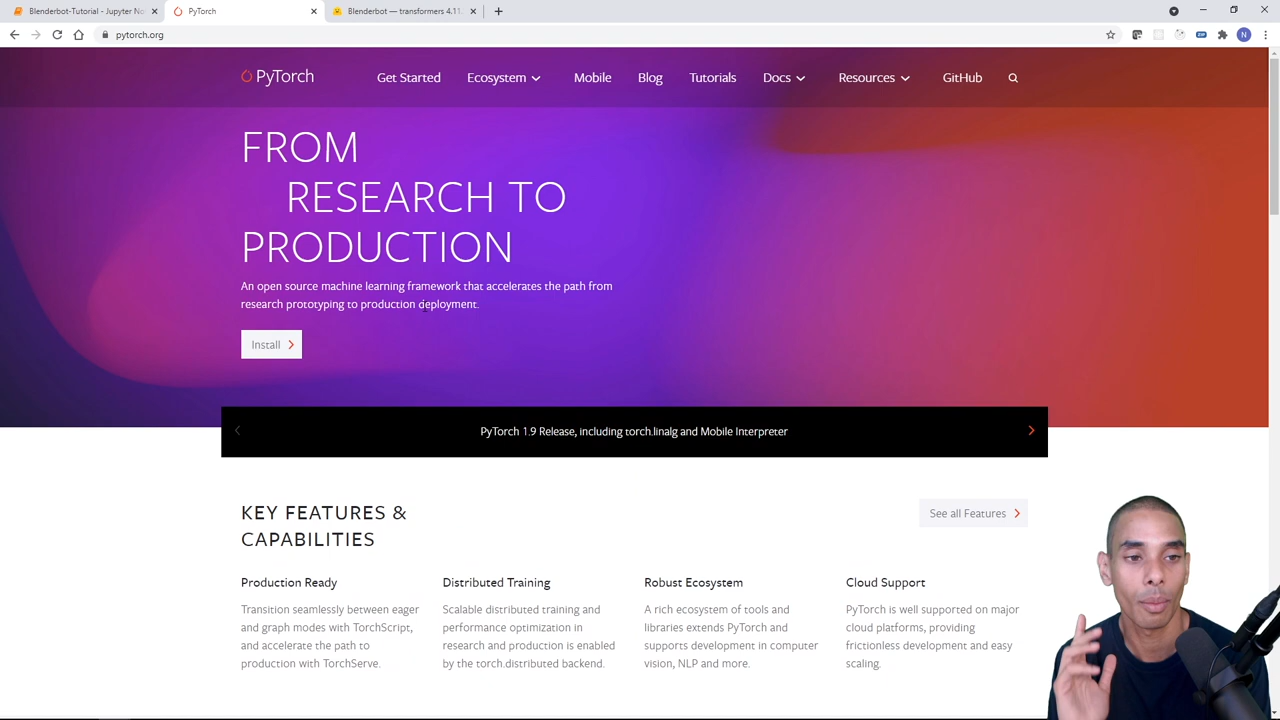 Blenderbot-Tutorial - Jupyter No
PyTorch
Blenderbot — transformers 4.11.
pytorch.org
N
PyTorch
Get Started
Ecosystem
Mobile
Blog
Tutorials
Docs
Resources
GitHub
FROM
RESEARCH TO
PRODUCTION
An open source machine learning framework that accelerates the path from
research prototyping to production deployment.
Install
PyTorch 1.9 Release, including torch.linalg and Mobile Interpreter
KEY FEATURES &
CAPABILITIES
See all Features
Production Ready
Transition seamlessly between eager
and graph modes with TorchScript,
and accelerate the path to
production with TorchServe.
Distributed Training
Scalable distributed training and
performance optimization in
research and production is enabled
by the torch.distributed backend.
Robust Ecosystem
A rich ecosystem of tools and
libraries extends PyTorch and
supports development in computer
vision, NLP and more.
Cloud Support
PyTorch is well supported on major
cloud platforms, providing
frictionless development and easy
scaling.